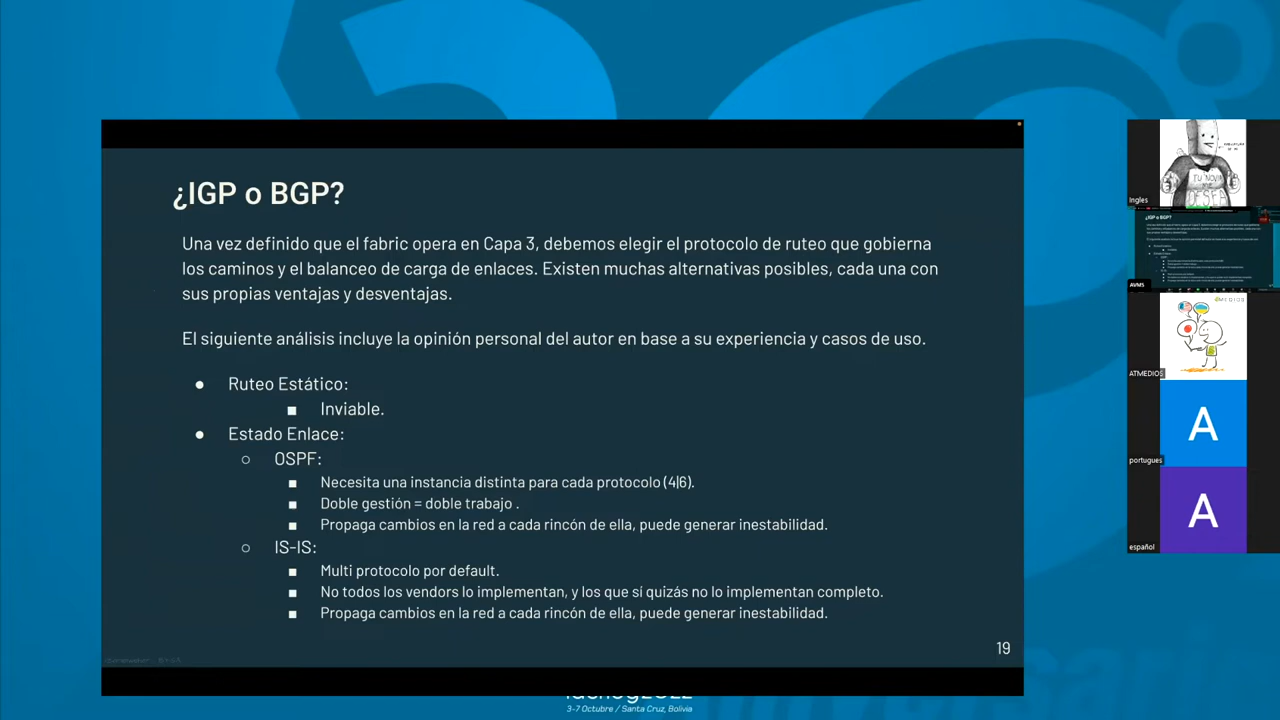 ¿IGP o BGP?
Una vez definido que el fabric opera en Capa 3, debemos elegir el protocolo de ruteo que gobierna
los caminos y el balanceo de carga de enlaces. Existen muchas alternativas posibles, cada una con
sus propias ventajas y desventajas.
El siguiente análisis incluye la opinión personal del autor en base a su experiencia y casos de uso.
● Ruteo Estático:
■ Inviable.
● Estado Enlace:
○ OSPF:
■ Necesita una instancia distinta para cada protocolo (4|6).
■ Doble gestión = doble trabajo .
■ Propaga cambios en la red a cada rincón de ella, puede generar inestabilidad.
○ IS-IS:
■ Multi protocolo por default.
■ No todos los vendors lo implementan, y los que sí quizás no lo implementan completo.
■ Propaga cambios en la red a cada rincón de ella, puede generar inestabilidad.
19
3-7 Octubre / Santa Cruz, Bolivia
TU NOVIA
DESEA
Ingles
¿IGP o BGP?
AVMS
MEDIOS
ATMEDIOS
A
portugues
A
español